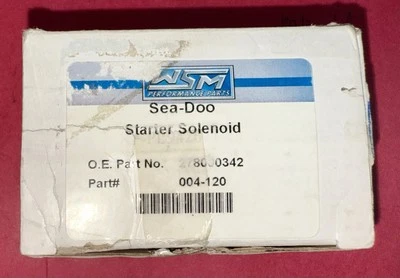 WSM
PERFORMANCE PARTS
Sea-Doo
Starter Solenoid
O.E. Part No. 278000342
Part# 004-120